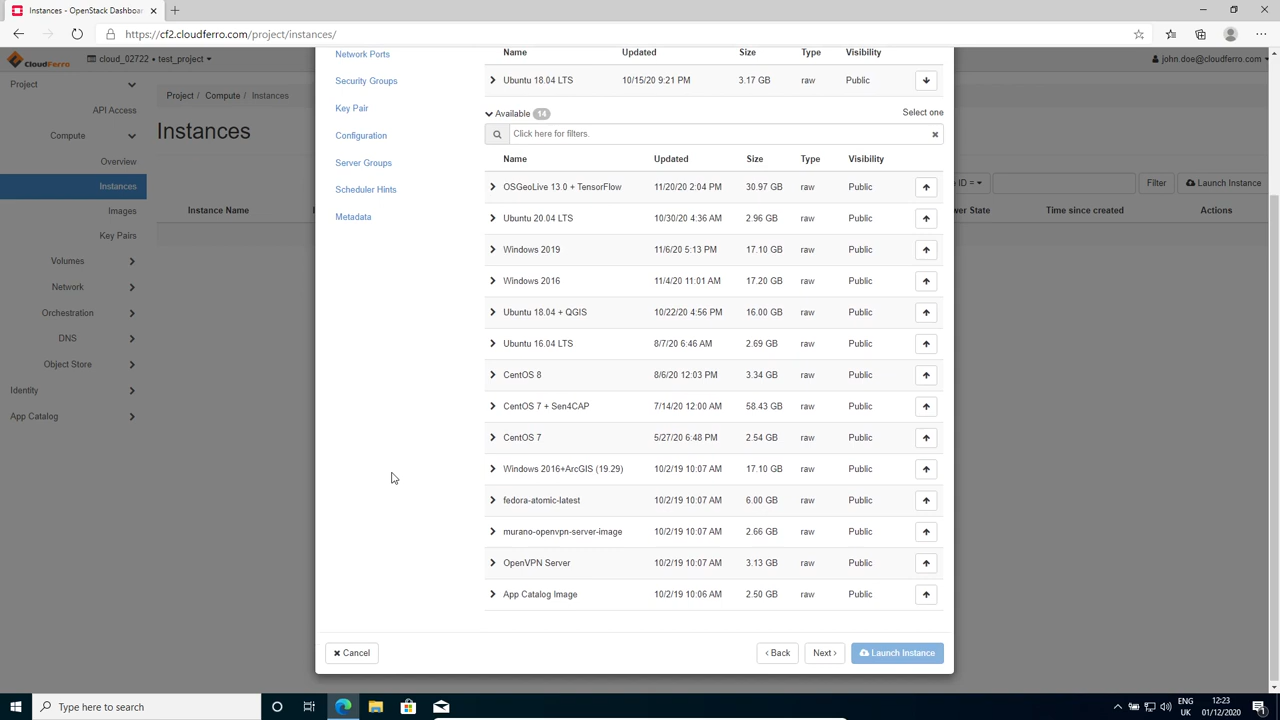 Instances - OpenStack Dashboar
https://cf2.cloudferro.com/project/instances/
CloudFerro
cloud_02722 • test_project
john.doe@cloudferro.com
Project
API Access
Compute
Overview
Instances
Images
Key Pairs
Volumes
Network
Orchestration
DNS
Object Store
Identity
App Catalog
Project / Compute / Instances
Instances
Instance Name
ID =
Filter
Launch Instance
wer State
Time since created
Actions
Network Ports
Security Groups
Key Pair
Configuration
Server Groups
Scheduler Hints
Metadata
Name Updated Size Type Visibility
Ubuntu 18.04 LTS 10/15/20 9:21 PM 3.17 GB raw Public
Available 14 Select one
Click here for filters.
Name Updated Size Type Visibility
OSGeoLive 13.0 + TensorFlow 11/20/20 2:04 PM 30.97 GB raw Public
Ubuntu 20.04 LTS 10/30/20 4:36 AM 2.96 GB raw Public
Windows 2019 11/6/20 5:13 PM 17.10 GB raw Public
Windows 2016 11/4/20 11:01 AM 17.20 GB raw Public
Ubuntu 18.04 + QGIS 10/22/20 4:56 PM 16.00 GB raw Public
Ubuntu 16.04 LTS 8/7/20 6:46 AM 2.69 GB raw Public
CentOS 8 8/6/20 12:03 PM 3.34 GB raw Public
CentOS 7 + Sen4CAP 7/14/20 12:00 AM 58.43 GB raw Public
CentOS 7 5/27/20 6:48 PM 2.54 GB raw Public
Windows 2016+ArcGIS (19.29) 10/2/19 10:07 AM 17.10 GB raw Public
fedora-atomic-latest 10/2/19 10:07 AM 6.00 GB raw Public
murano-openvpn-server-image 10/2/19 10:07 AM 2.66 GB raw Public
OpenVPN Server 10/2/19 10:07 AM 3.13 GB raw Public
App Catalog Image 10/2/19 10:06 AM 2.50 GB raw Public
Cancel
‹ Back
Next ›
Launch Instance
Type here to search
ENG
UK
12:23
01/12/2020